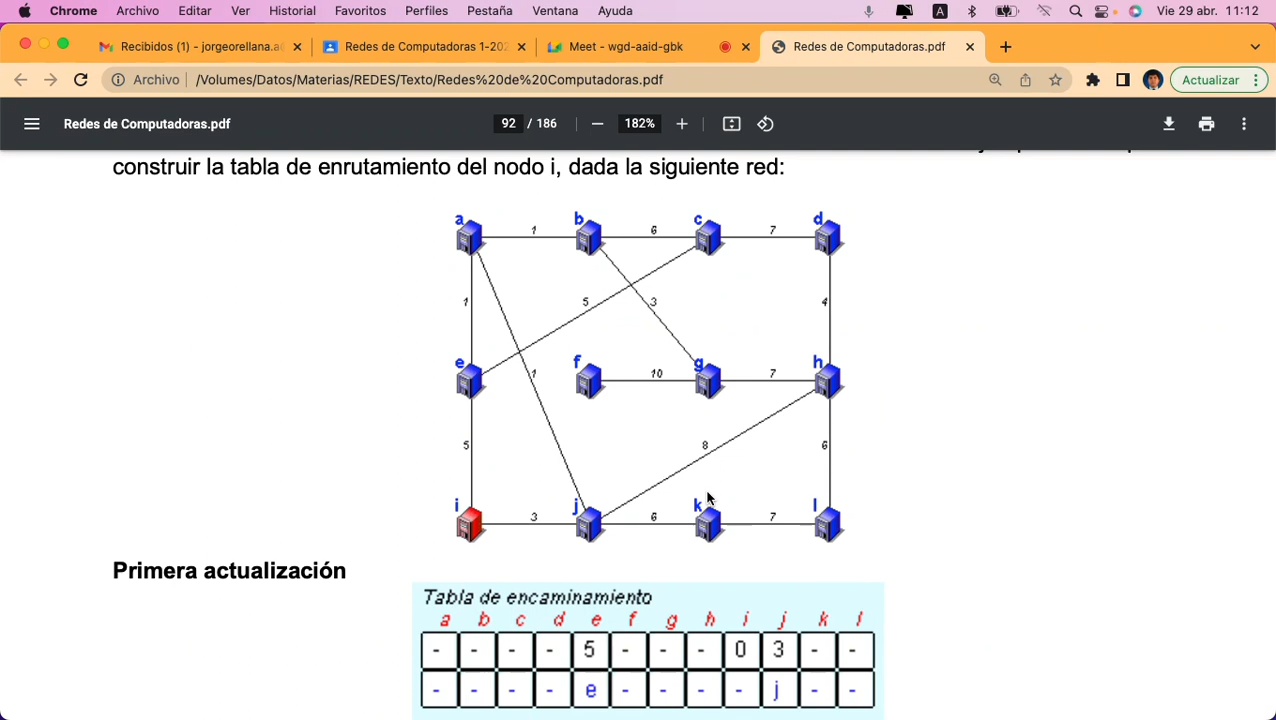 Chrome Archivo Editar Ver Historial Favoritos Perfiles Pestaña Ventana Ayuda A Vie 29 abr. 11:12
Recibidos (1) - jorgeorellana.a Redes de Computadoras 1-202 Meet - wgd-aaid-gbk Redes de Computadoras.pdf
Archivo /Volumes/Datos/Materias/REDES/Texto/Redes%20de%20Computadoras.pdf Actualizar
Redes de Computadoras.pdf 92 / 186 182%
construir la tabla de enrutamiento del nodo i, dada la siguiente red:
a b c d
1 6 7
1 5 3 4
e f g h
1 10 7
5 8 6
i j k l
3 6 7
Primera actualización
Tabla de encaminamiento
a b c d e f g h i j k l
- - - - 5 - - - 0 3 - -
- - - - e - - - - j - -